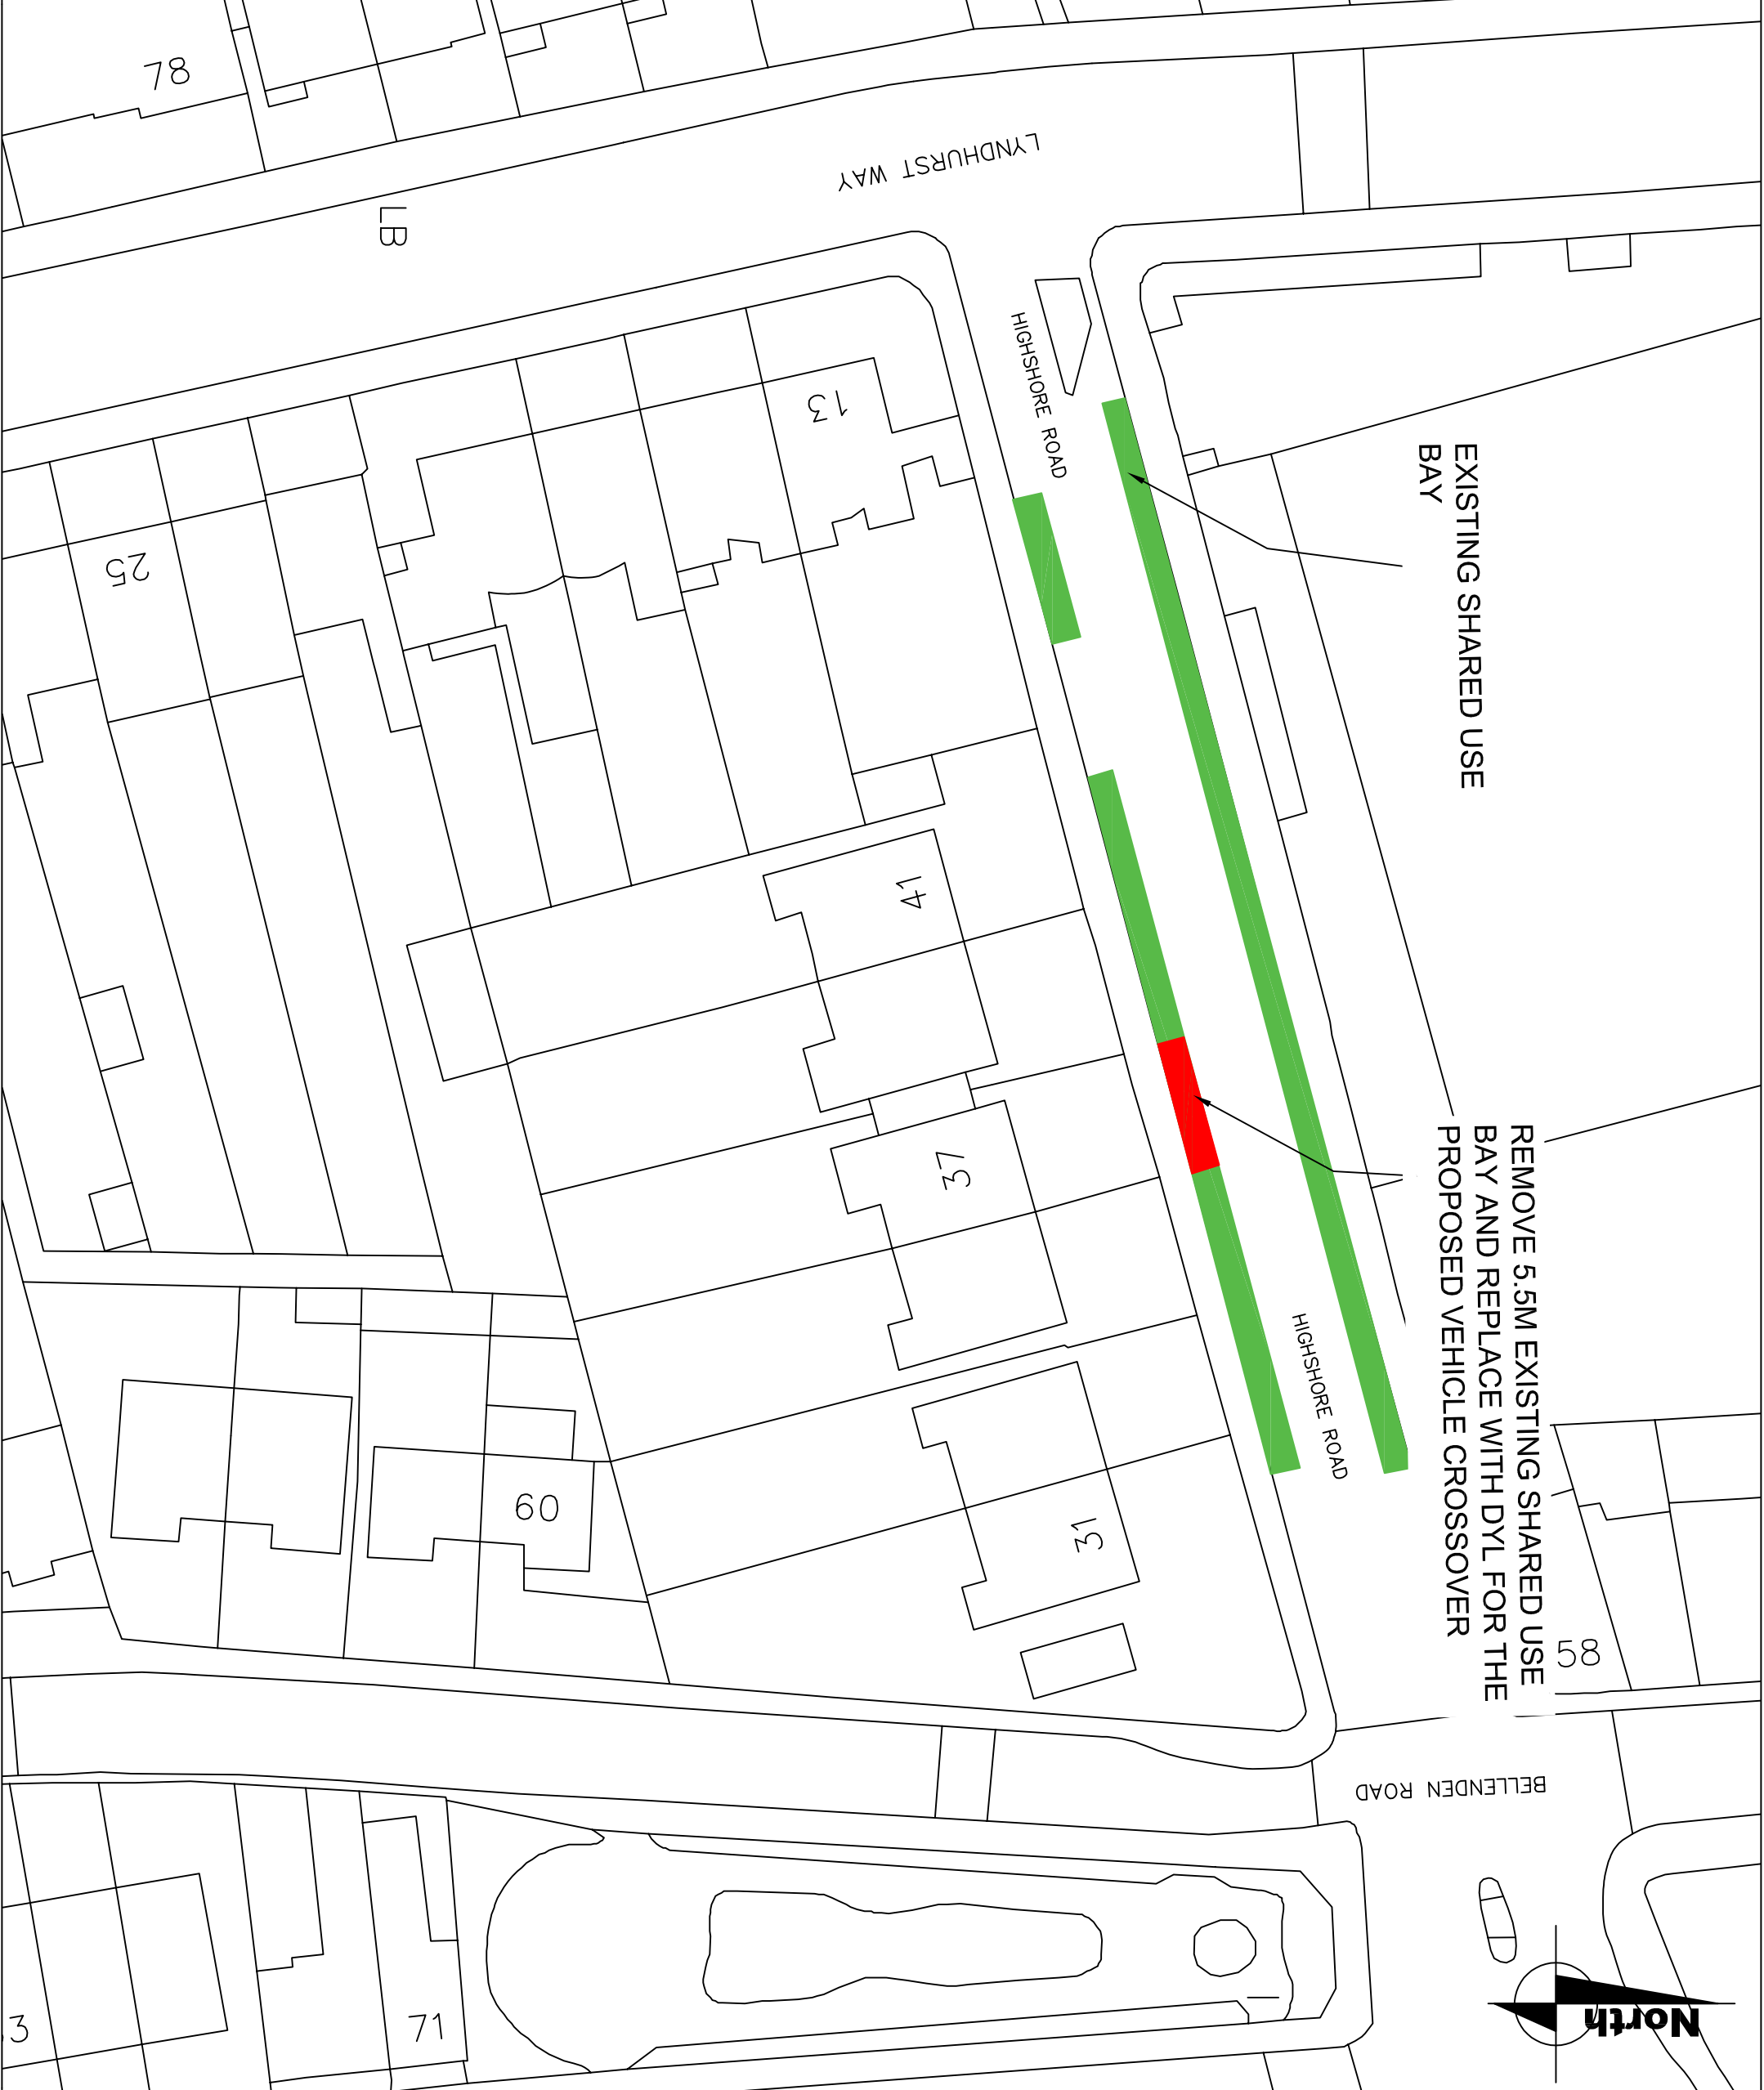 78
LYNDHURST WAY
LB
HIGHSHORE ROAD
13
EXISTING SHARED USE
BAY
25
41
37
REMOVE 5.5M EXISTING SHARED USE
BAY AND REPLACE WITH DYL FOR THE
PROPOSED VEHICLE CROSSOVER
HIGHSHORE ROAD
60
31
58
BELLENDEN ROAD
North
71
3